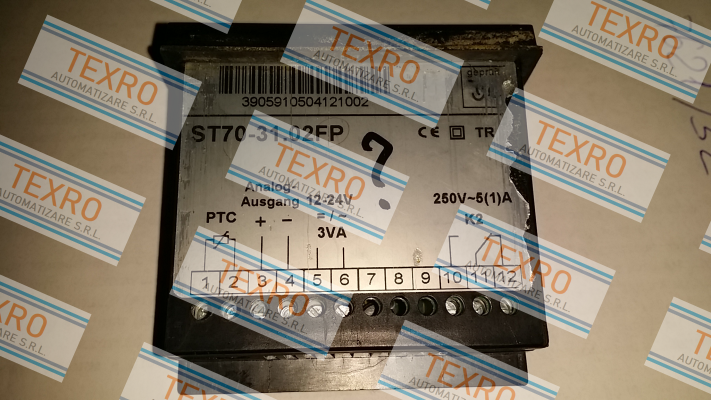 geprüft
3905910504121002
ST70-31.02FP ?
CE TR
Analog-
Ausgang 12-24V 250V~5(1)A
PTC + - = / ~ K2
3VA
1 2 3 4 5 6 7 8 9 10 11 12
TEXRO
AUTOMATIZARE S.R.L.